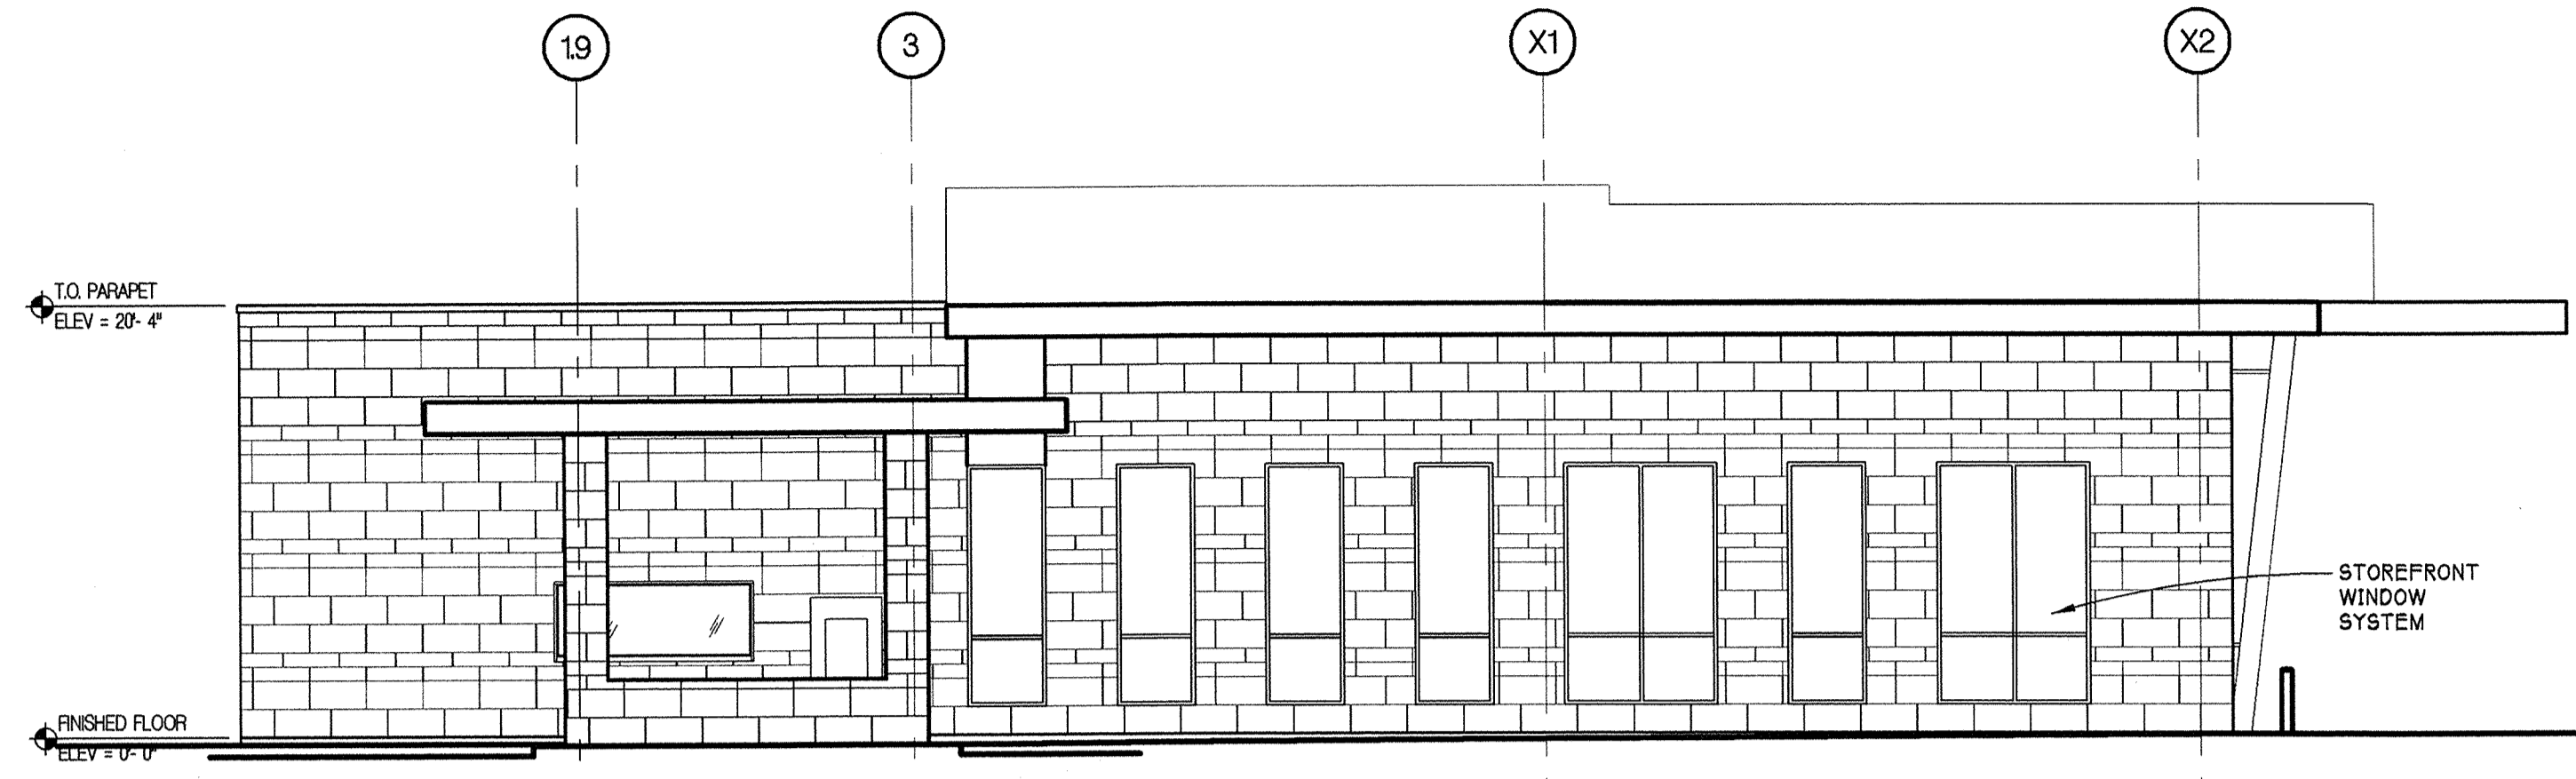 1.9
3
X1
X2
T.O. PARAPET
ELEV = 20'- 4"
STOREFRONT
WINDOW
SYSTEM
FINISHED FLOOR
ELEV = 0'- 0"